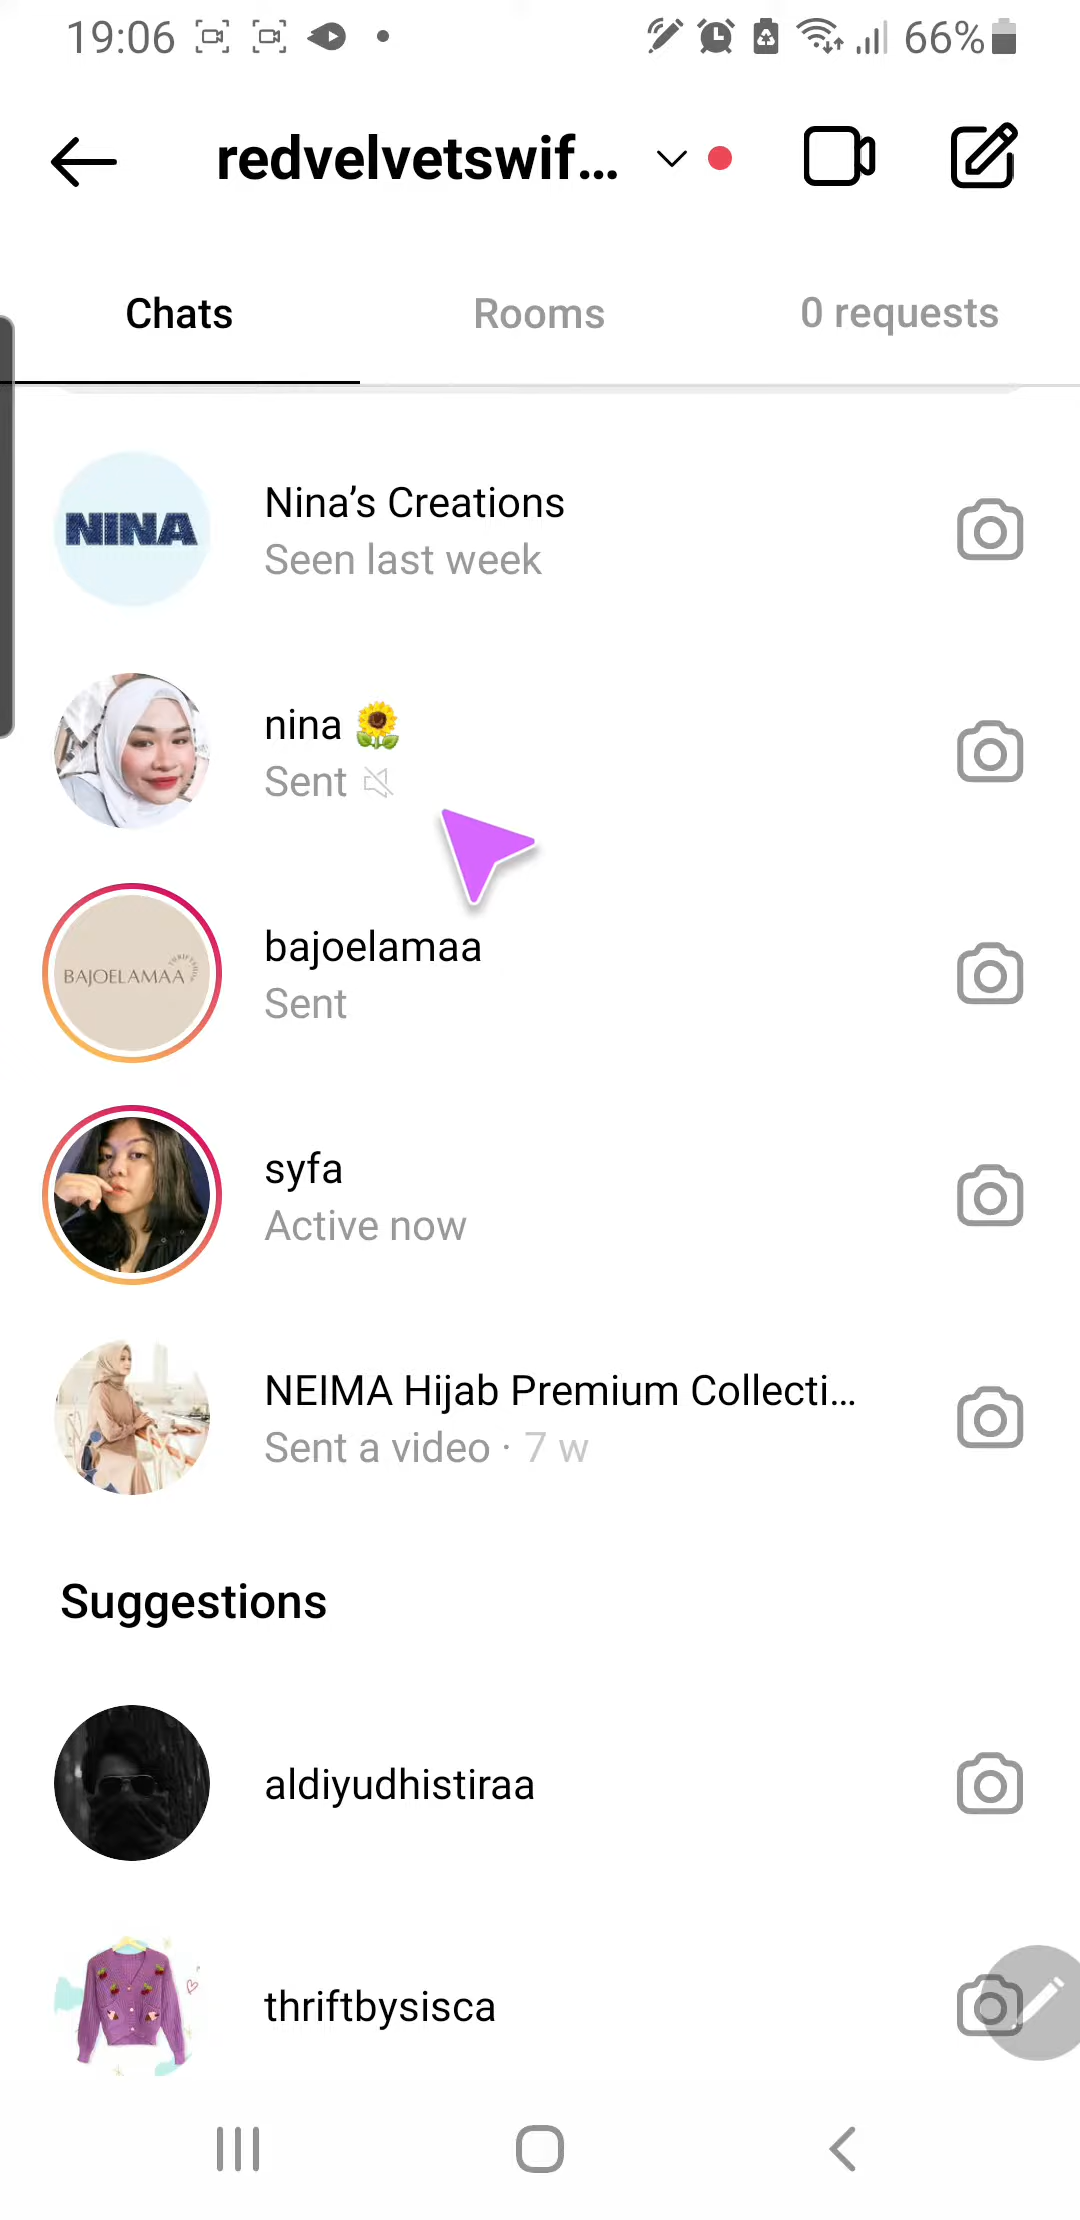 19:06
66%
redvelvetswif...
Chats
Rooms
0 requests
NINA
Nina’s Creations
Seen last week
nina 🌻
Sent
BAJOELAMAA
THRIFTSHOP
bajoelamaa
Sent
syfa
Active now
NEIMA Hijab Premium Collecti...
Sent a video · 7 w
Suggestions
aldiyudhistiraa
thriftbysisca